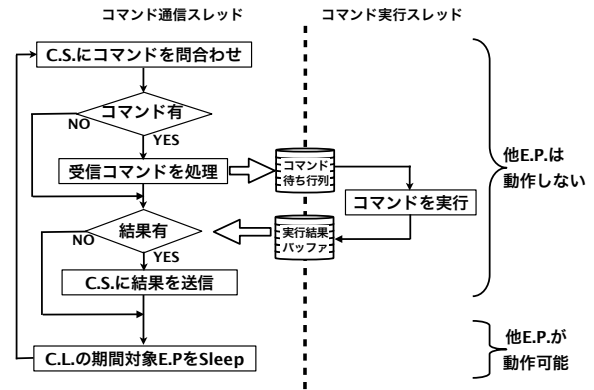 コマンド通信スレッド
コマンド実行スレッド
C.S.にコマンドを問合わせ
コマンド有
NO
YES
受信コマンドを処理
コマンド
待ち行列
コマンドを実行
他E.P.は
動作しない
結果有
NO
YES
実行結果
バッファ
C.S.に結果を送信
C.L.の期間対象E.PをSleep
他E.P.が
動作可能